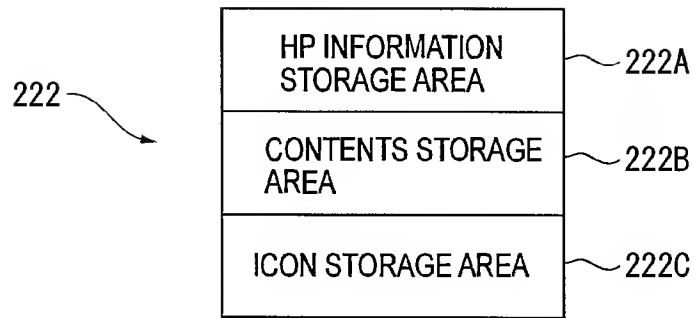 HP INFORMATION
STORAGE AREA
222A
222
CONTENTS STORAGE
AREA
222B
ICON STORAGE AREA
222C